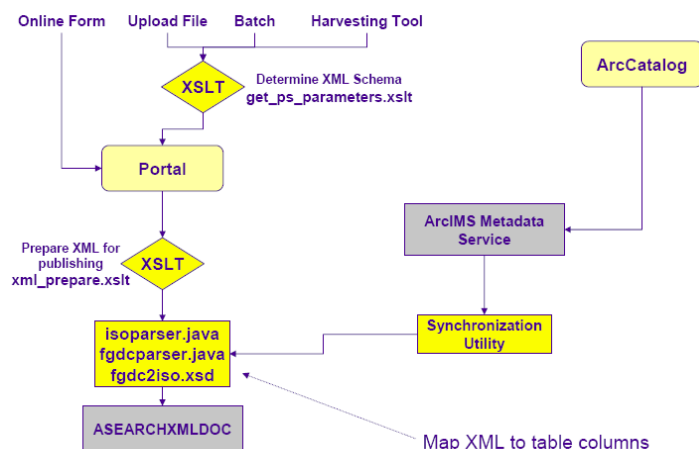 Online Form
Upload File
Batch
Harvesting Tool
XSLT
Determine XML Schema
get_ps_parameters.xslt
ArcCatalog
Portal
ArcIMS Metadata
Service
Prepare XML for
publishing
xml_prepare.xslt
XSLT
isoparser.java
fgdcparser.java
fgdc2iso.xsd
Synchronization
Utility
ASEARCHXMLDOC
Map XML to table columns